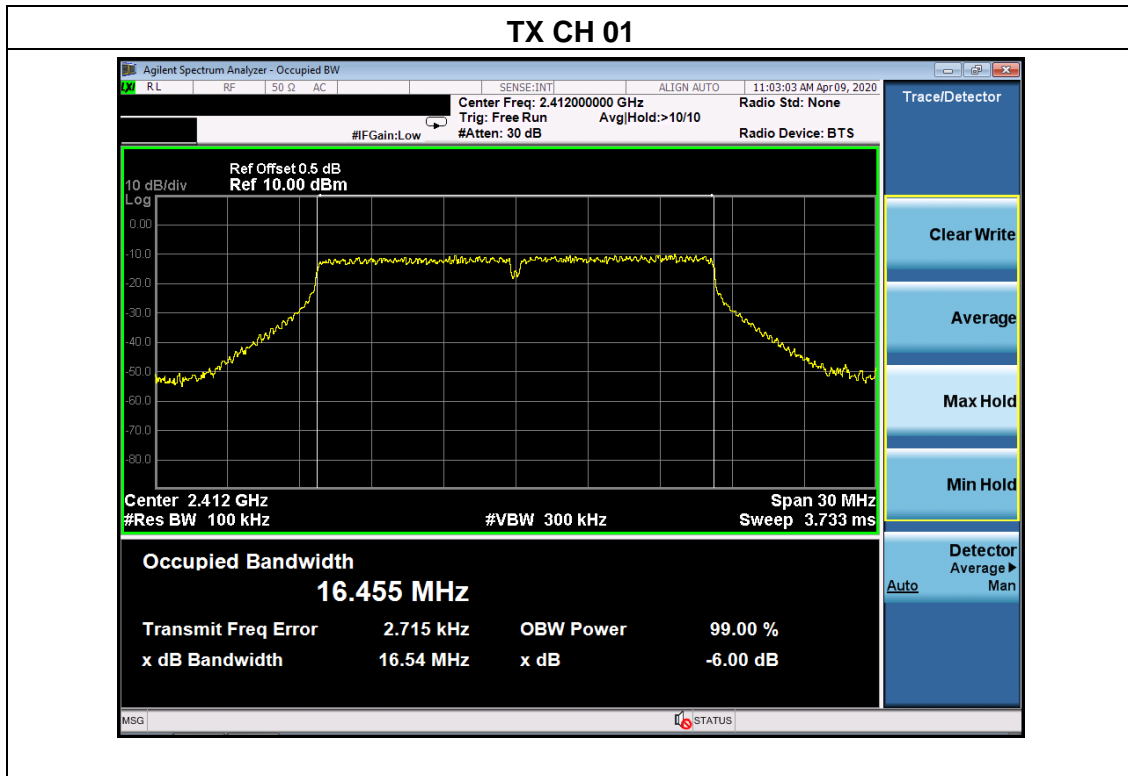 TX CH 01
Agilent Spectrum Analyzer - Occupied BW
LXI RL RF 50 Ω AC SENSE:INT ALIGN AUTO 11:03:03 AM Apr 09, 2020
Center Freq: 2.412000000 GHz Radio Std: None
Trig: Free Run Avg|Hold:>10/10
#IFGain:Low #Atten: 30 dB Radio Device: BTS
Trace/Detector
Ref Offset 0.5 dB
10 dB/div Ref 10.00 dBm
Log
0.00
-10.0
-20.0
-30.0
-40.0
-50.0
-60.0
-70.0
-80.0
Center 2.412 GHz Span 30 MHz
#Res BW 100 kHz #VBW 300 kHz Sweep 3.733 ms
Occupied Bandwidth
16.455 MHz
Transmit Freq Error 2.715 kHz OBW Power 99.00 %
x dB Bandwidth 16.54 MHz x dB -6.00 dB
Clear Write
Average
Max Hold
Min Hold
Detector
Average▶
Auto Man
MSG STATUS